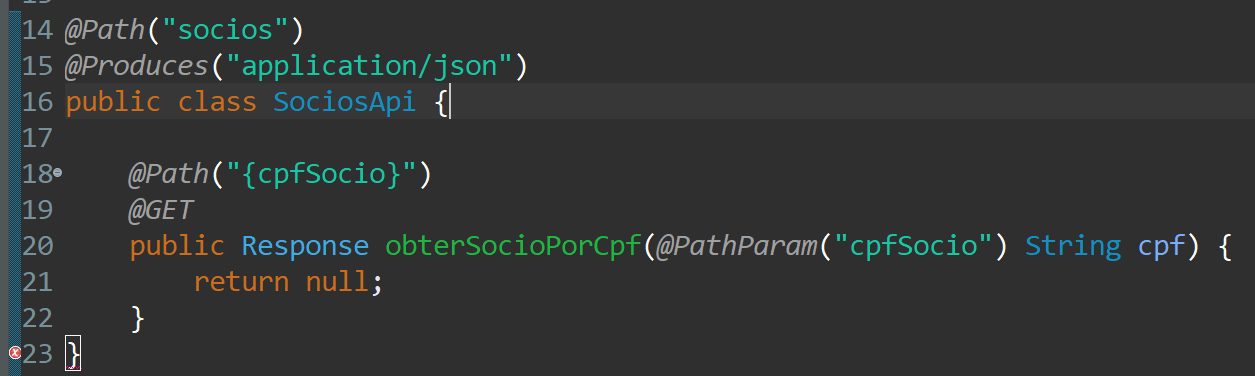 14 @Path("socios")
15 @Produces("application/json")
16 public class SociosApi {
17
18 @Path("{cpfSocio}")
19 @GET
20 public Response obterSocioPorCpf(@PathParam("cpfSocio") String cpf) {
21 return null;
22 }
23 }